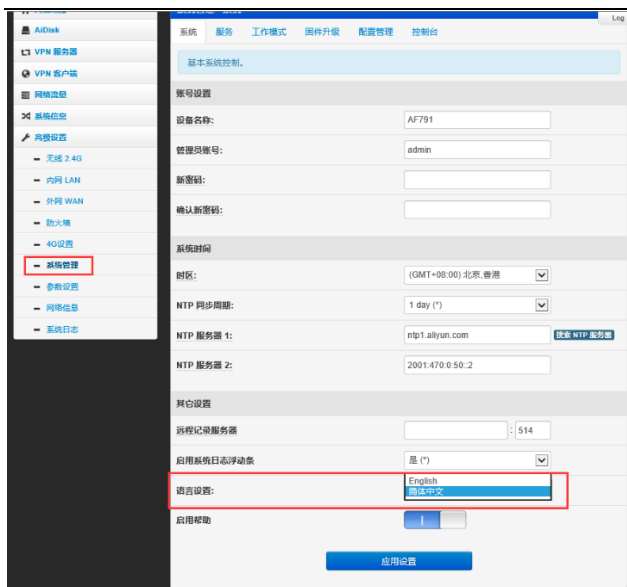 Log
AiDisk
VPN 服务器
VPN 客户端
网络流量
系统信息
高级设置
无线 2.4G
内网 LAN
外网 WAN
防火墙
4G设置
系统管理
参数设置
网络信息
系统日志
系统 服务 工作模式 固件升级 配置管理 控制台
基本系统控制。
账号设置
设备名称: AF791
管理员账号: admin
新密码:
确认新密码:
系统时间
时区: (GMT+08:00) 北京,香港
NTP 同步周期: 1 day (*)
NTP 服务器 1: ntp1.aliyun.com 搜索 NTP 服务器
NTP 服务器 2: 2001:470:0:50::2
其它设置
远程记录服务器 : 514
启用系统日志浮动条 是 (*)
语言设置: English
简体中文
启用帮助
应用设置